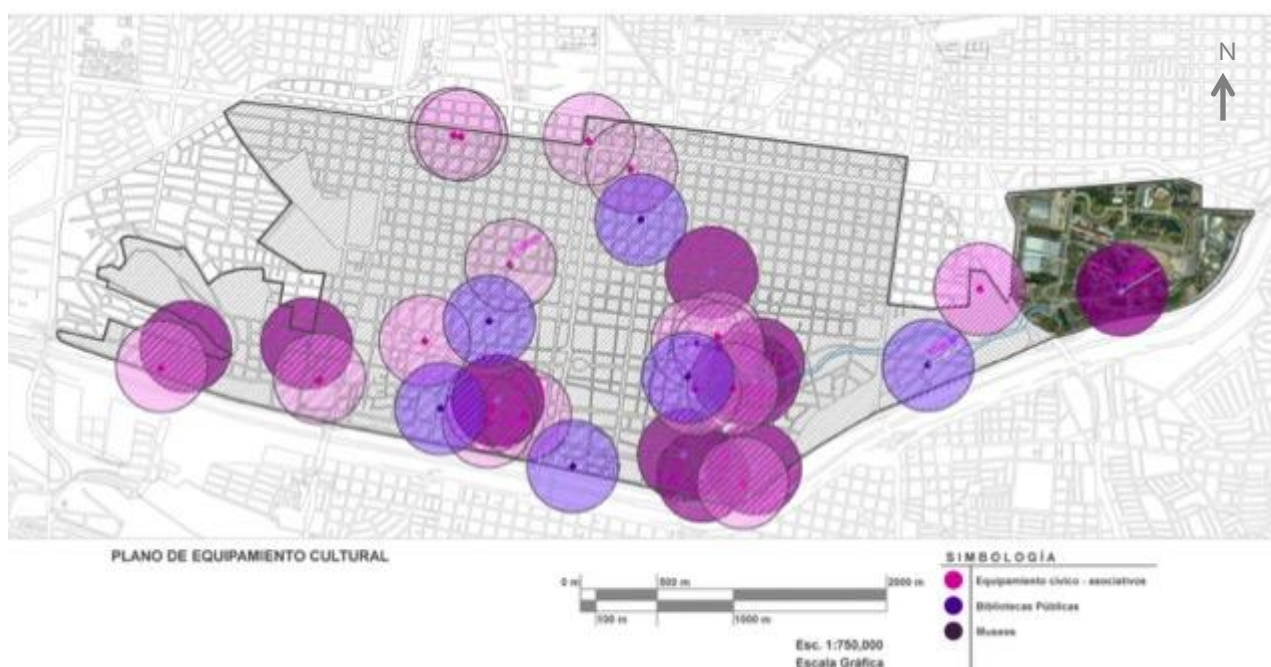 N
PLANO DE EQUIPAMIENTO CULTURAL
0 m
500 m
2000 m
100 m
1000 m
Esc. 1:750,000
Escala Gráfica
SIMBOLOGÍA
Equipamiento cívico - asociativos
Bibliotecas Públicas
Museos